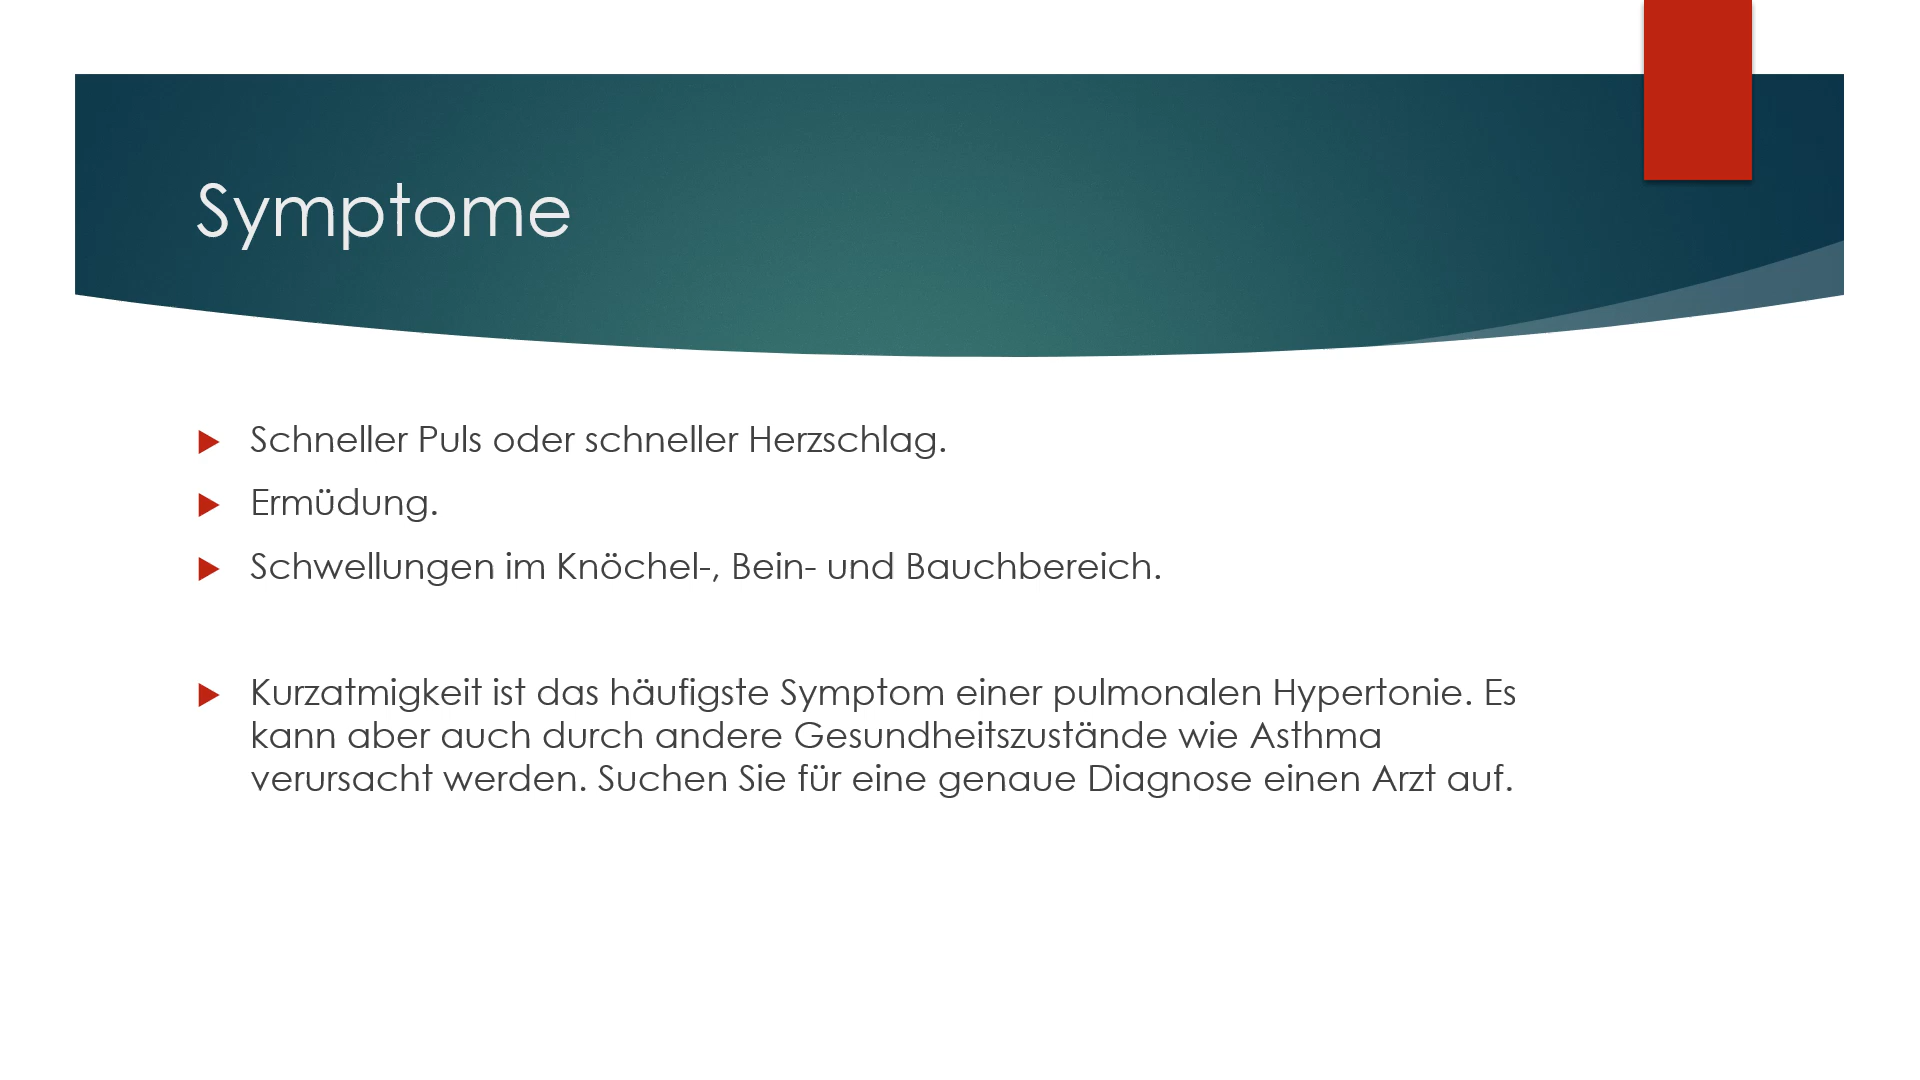 Symptome
Schneller Puls oder schneller Herzschlag.
Ermüdung.
Schwellungen im Knöchel-, Bein- und Bauchbereich.
Kurzatmigkeit ist das häufigste Symptom einer pulmonalen Hypertonie. Es
kann aber auch durch andere Gesundheitszustände wie Asthma
verursacht werden. Suchen Sie für eine genaue Diagnose einen Arzt auf.